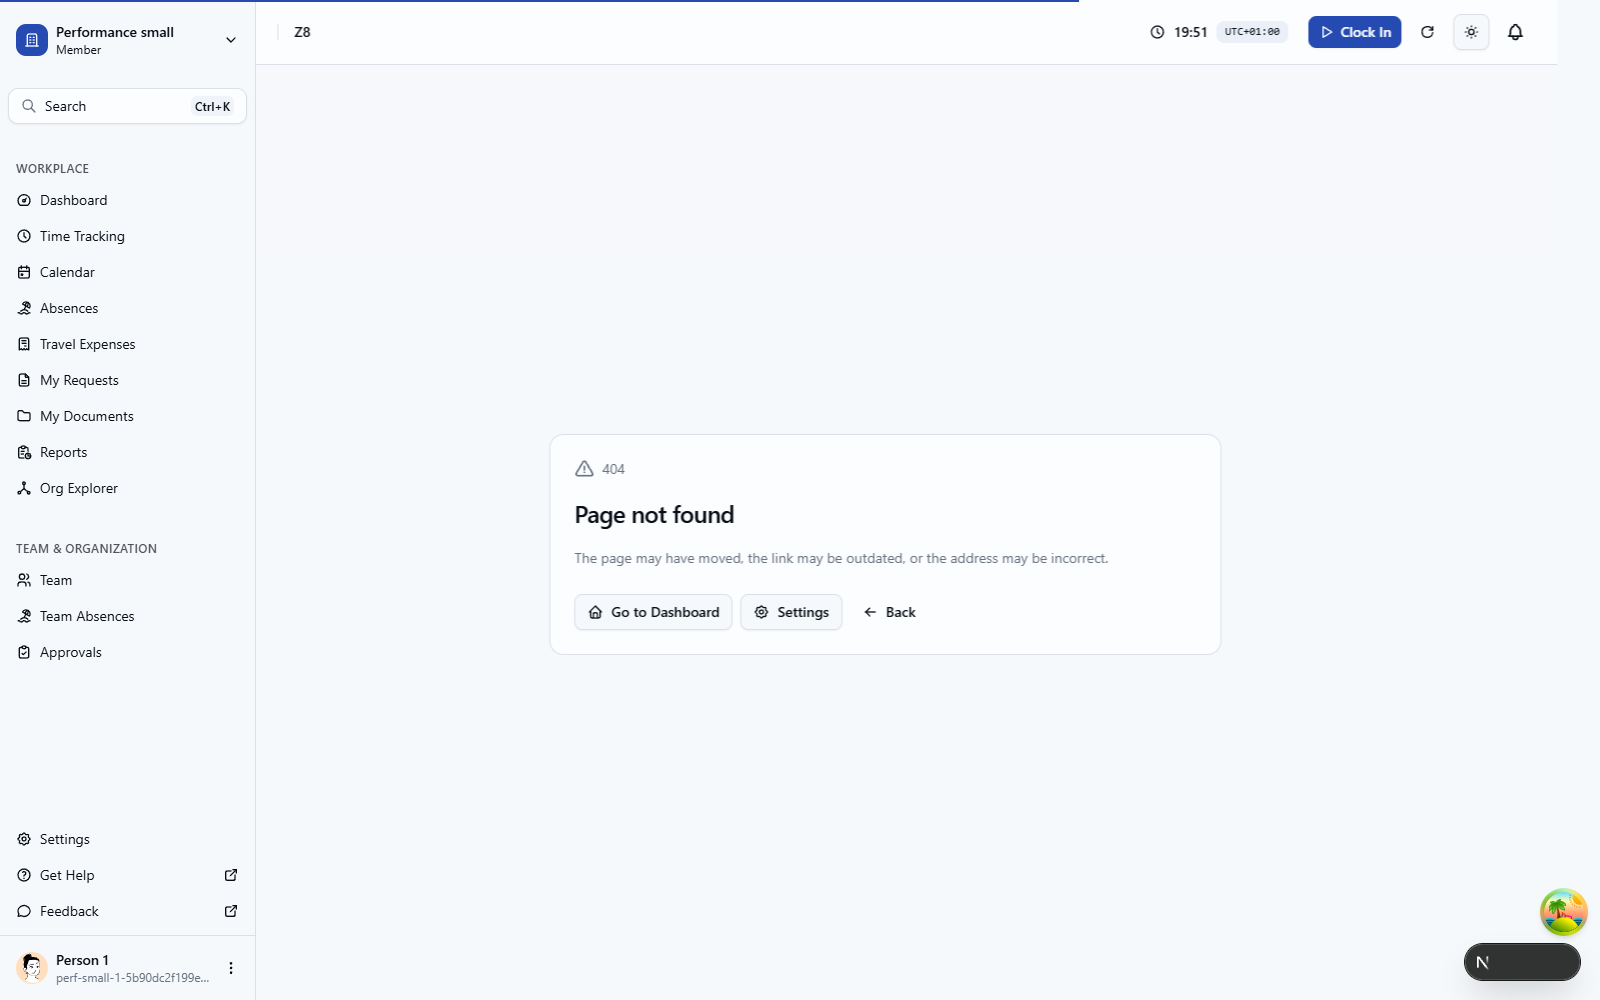 Performance small
Member
Search
Ctrl+K
WORKPLACE
Dashboard
Time Tracking
Calendar
Absences
Travel Expenses
My Requests
My Documents
Reports
Org Explorer
TEAM & ORGANIZATION
Team
Team Absences
Approvals
Settings
Get Help
Feedback
Person 1
perf-small-1-5b90dc2f199e...
Z8
19:51
UTC+01:00
Clock In
404
Page not found
The page may have moved, the link may be outdated, or the address may be incorrect.
Go to Dashboard
Settings
Back
N